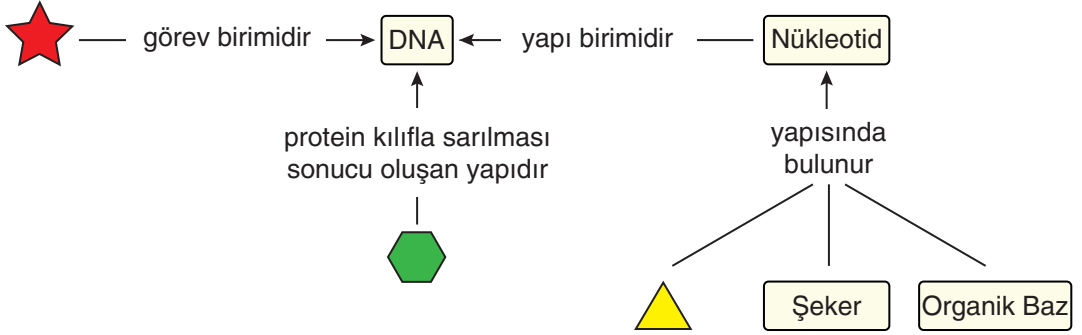 görev birimidir
DNA
yapı birimidir
Nükleotid
protein kılıfla sarılması
sonucu oluşan yapıdır
yapısında
bulunur
Şeker
Organik Baz